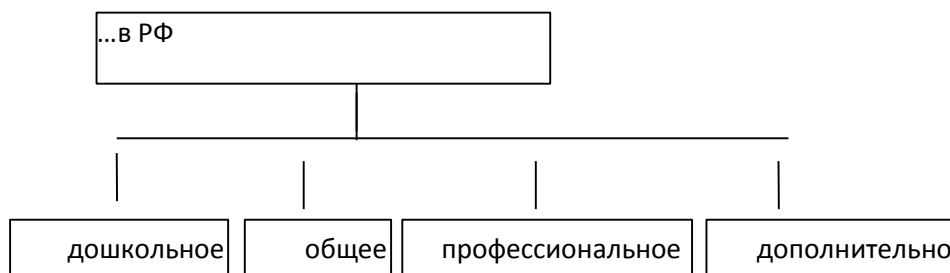 ...в РФ
дошкольное
общее
профессиональное
дополнительно